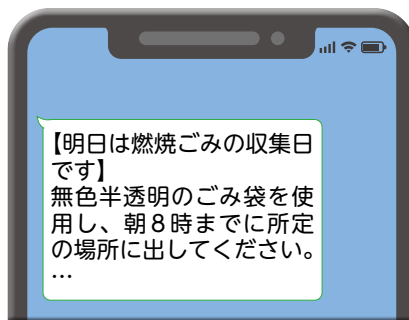 【明日は燃焼ごみの収集日
です】
無色半透明のごみ袋を使
用し、朝８時までに所定
の場所に出してください。
…